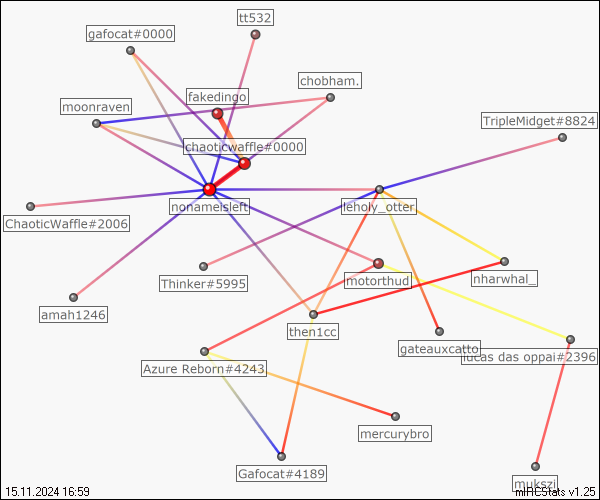 tt532
gafocat#0000
chobham.
fakedingo
moonraven
TripleMidget#8824
chaoticwaffle#0000
nonameisleft
leholy_otter
ChaoticWaffle#2006
Thinker#5995
motorthud
nharwhal_
amah1246
then1cc
gateauxcatto
lucas das oppai#2396
Azure Reborn#4243
mercurybro
Gafocat#4189
mukszi
15.11.2024 16:59
mIRCStats v1.25